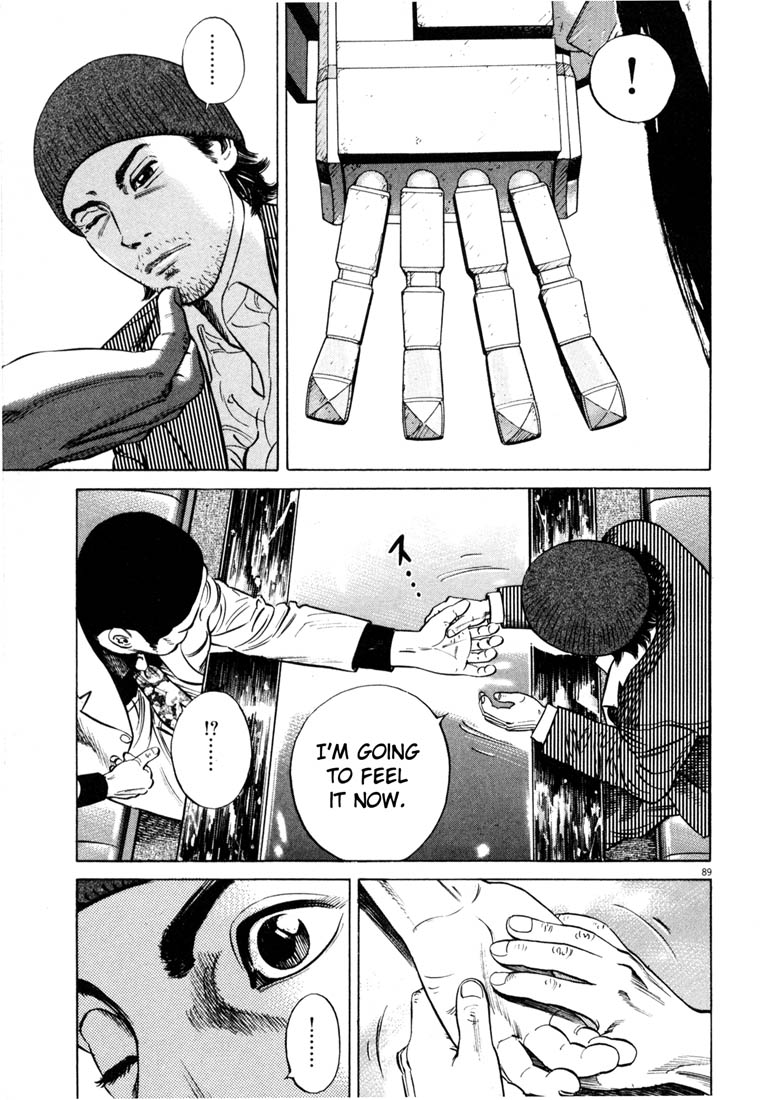 !
……
ス…
I'M GOING
TO FEEL
IT NOW.
!?
……
89
!
……